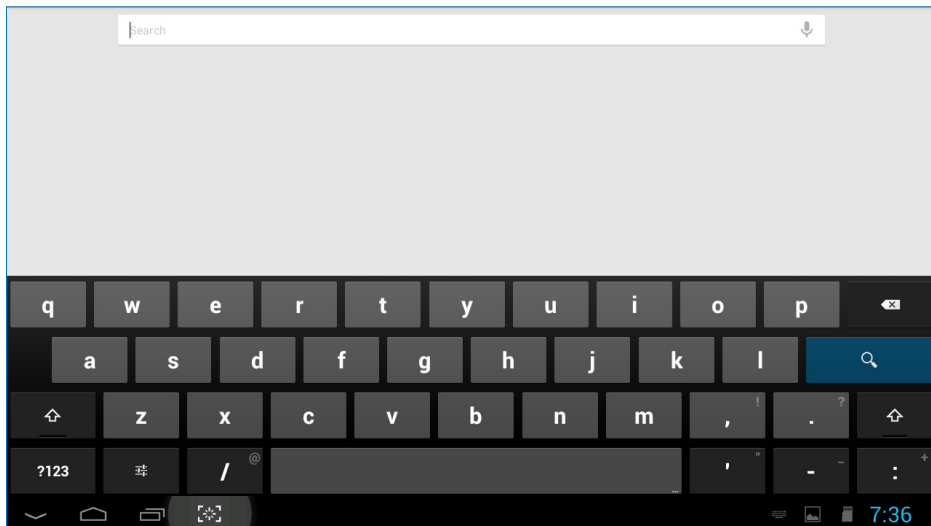 Search
q w e r t y u i o p
a s d f g h j k l
z x c v b n m , ! . ?
?123 / @ ... ' " - _ : +
7:36